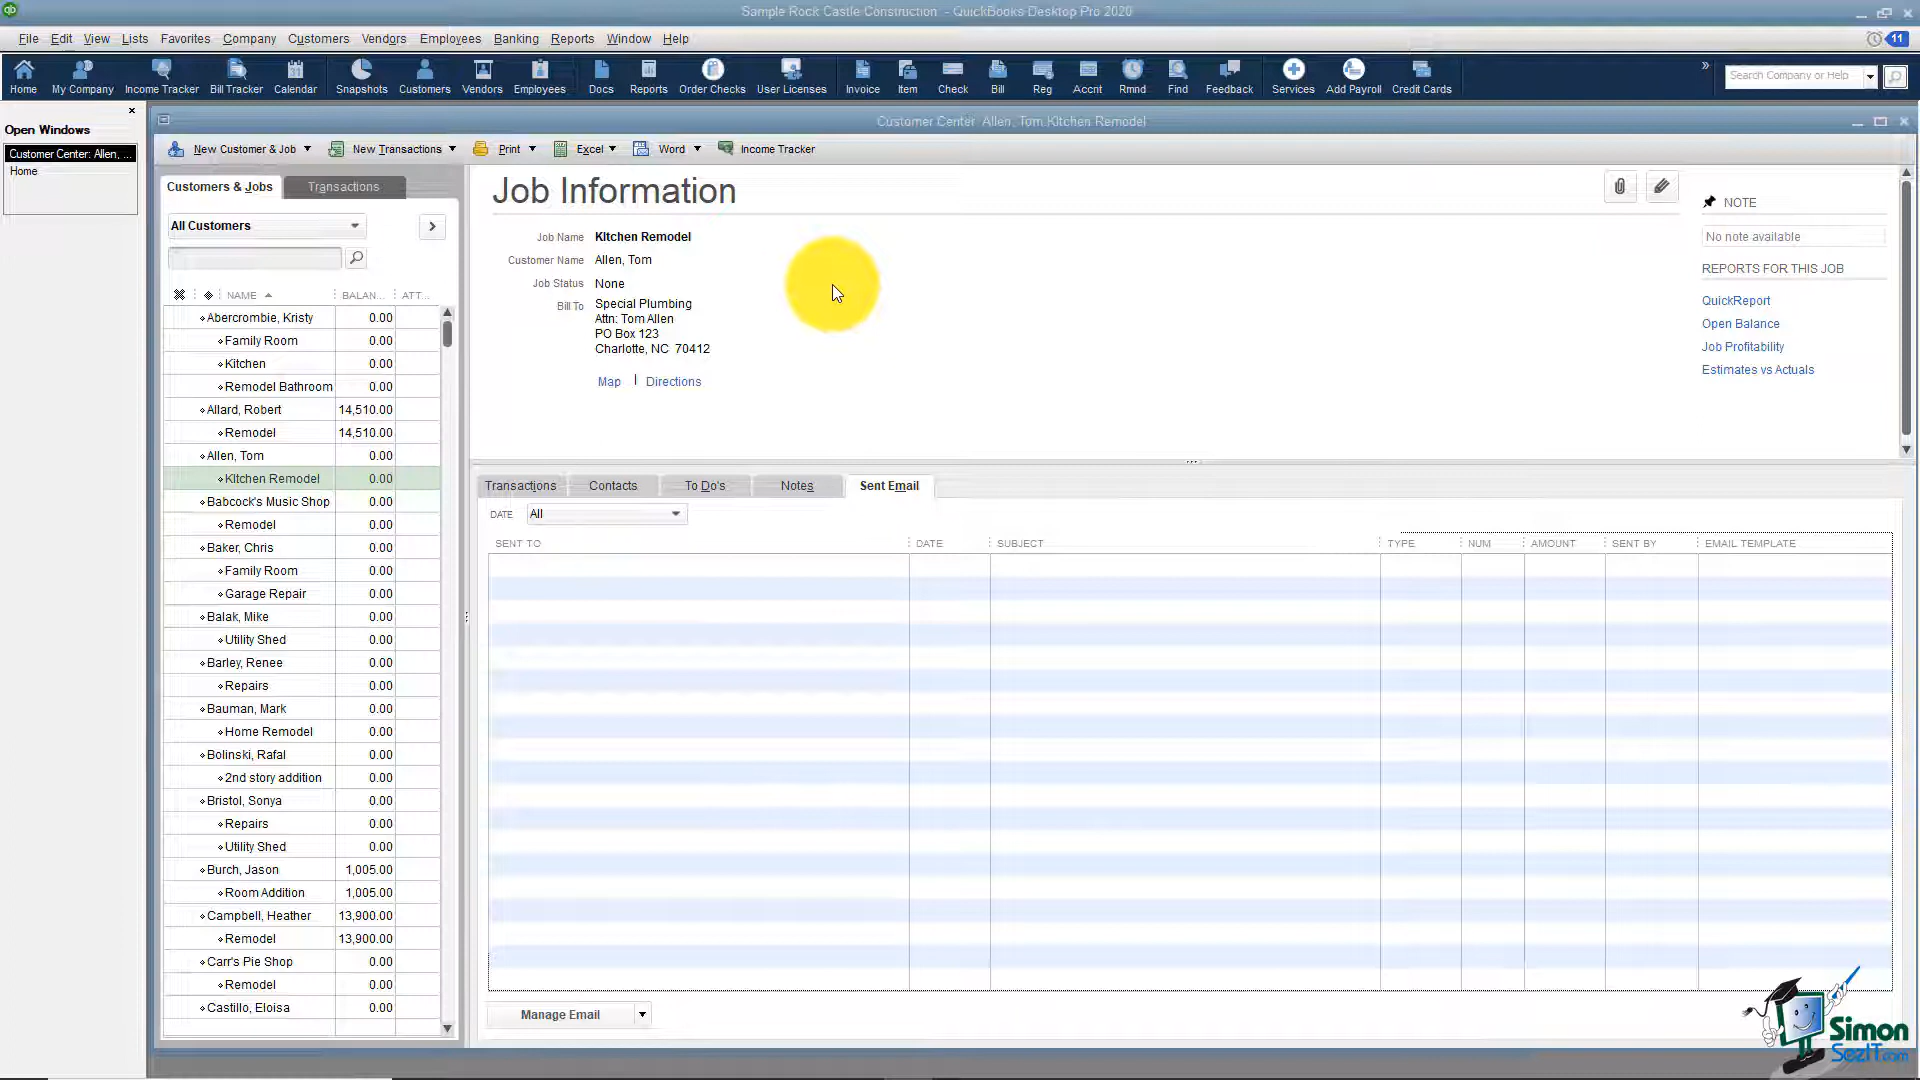 Sample Rock Castle Construction - QuickBooks Desktop Pro 2020
File Edit View Lists Favorites Company Customers Vendors Employees Banking Reports Window Help 11
Home My Company Income Tracker Bill Tracker Calendar Snapshots Customers Vendors Employees Docs Reports Order Checks User Licenses Invoice Item Check Bill Reg Accnt Rmnd Find Feedback Services Add Payroll Credit Cards Search Company or Help
Open Windows
Customer Center: Allen, ...
Home
Customer Center Allen, Tom KItchen Remodel
New Customer & Job New Transactions Print Excel Word Income Tracker
Customers & Jobs Transactions
All Customers
NAME BALAN... ATT...
Abercrombie, Kristy 0.00
Family Room 0.00
Kitchen 0.00
Remodel Bathroom 0.00
Allard, Robert 14,510.00
Remodel 14,510.00
Allen, Tom 0.00
KItchen Remodel 0.00
Babcock's Music Shop 0.00
Remodel 0.00
Baker, Chris 0.00
Family Room 0.00
Garage Repair 0.00
Balak, Mike 0.00
Utility Shed 0.00
Barley, Renee 0.00
Repairs 0.00
Bauman, Mark 0.00
Home Remodel 0.00
Bolinski, Rafal 0.00
2nd story addition 0.00
Bristol, Sonya 0.00
Repairs 0.00
Utility Shed 0.00
Burch, Jason 1,005.00
Room Addition 1,005.00
Campbell, Heather 13,900.00
Remodel 13,900.00
Carr's Pie Shop 0.00
Remodel 0.00
Castillo, Eloisa 0.00
Job Information
Job Name KItchen Remodel
Customer Name Allen, Tom
Job Status None
Bill To Special Plumbing
Attn: Tom Allen
PO Box 123
Charlotte, NC 70412
Map | Directions
NOTE
No note available
REPORTS FOR THIS JOB
QuickReport
Open Balance
Job Profitability
Estimates vs Actuals
Transactions Contacts To Do's Notes Sent Email
DATE All
SENT TO DATE SUBJECT TYPE NUM AMOUNT SENT BY EMAIL TEMPLATE
Manage Email
Simon
SezIT.com